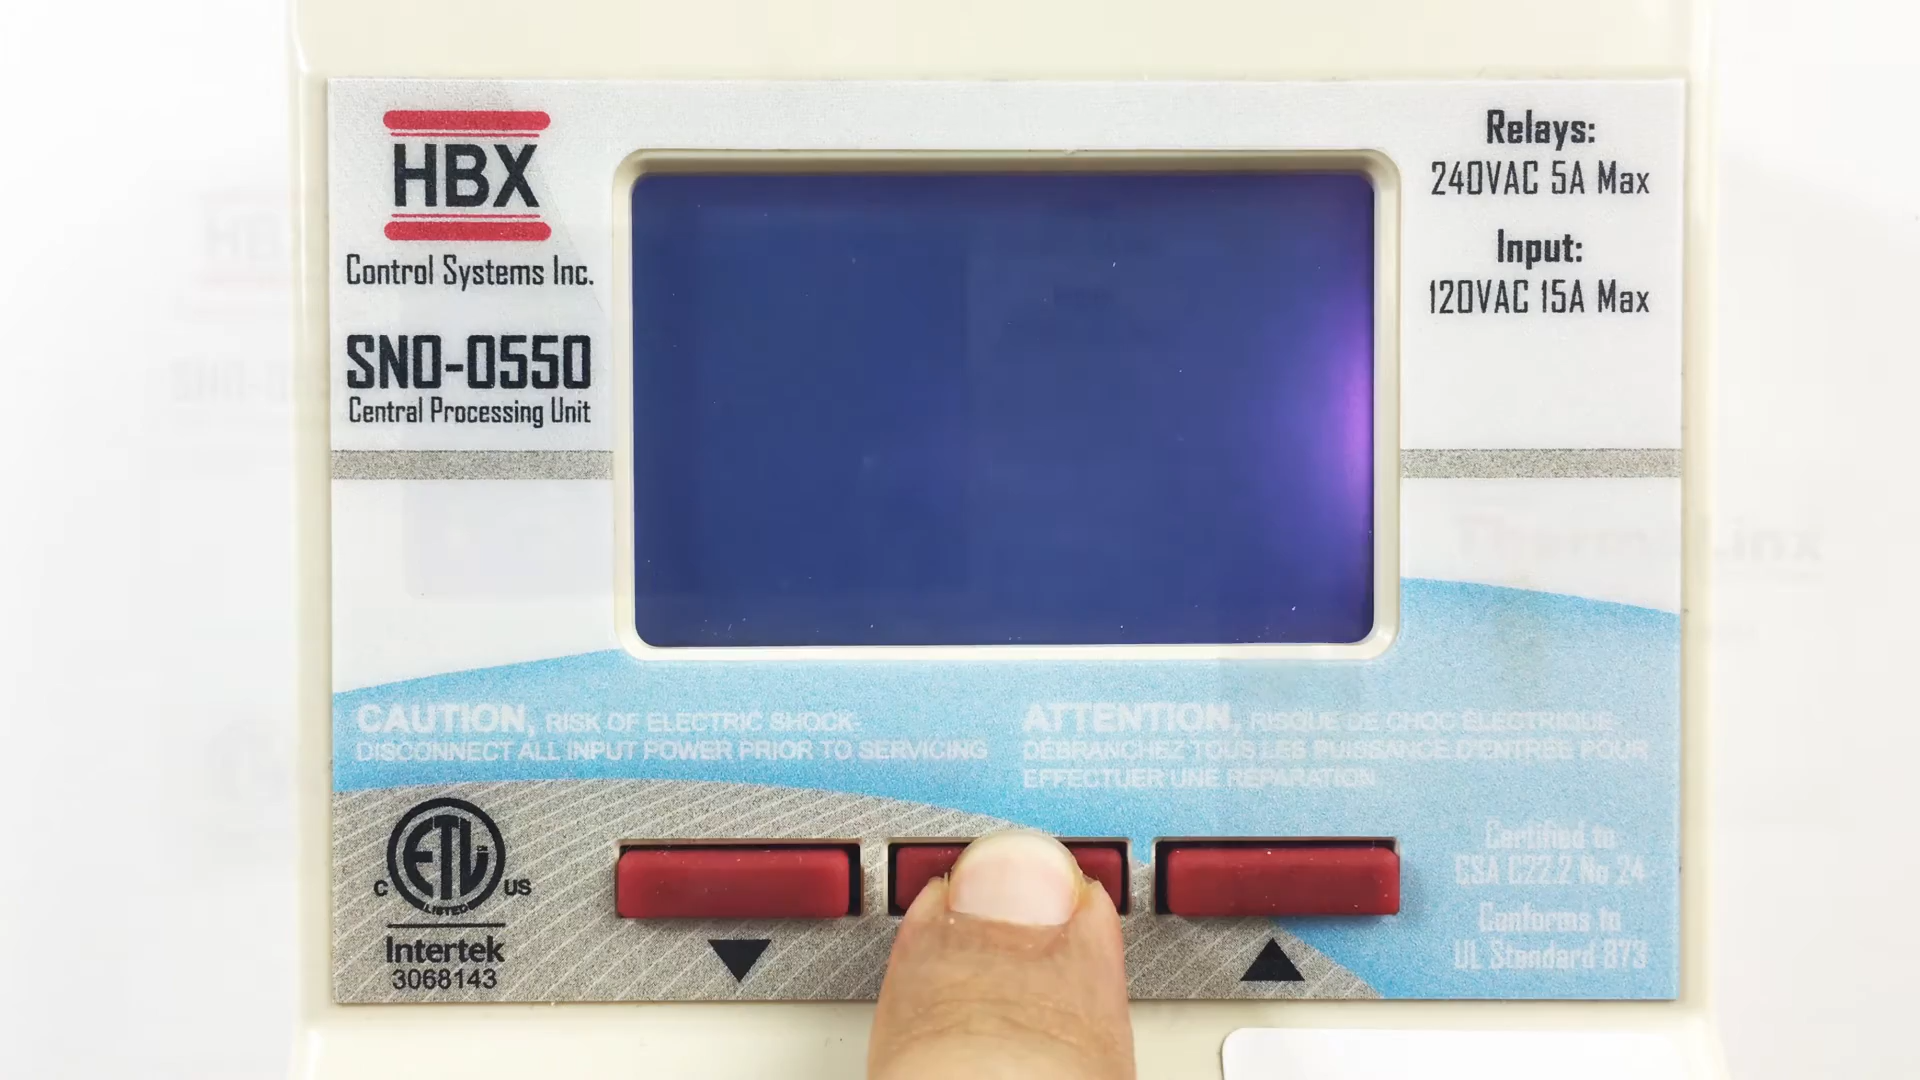 HBX
Control Systems Inc.
SNO-0550
Central Processing Unit
Relays:
240VAC 5A Max
Input:
120VAC 15A Max
CAUTION, RISK OF ELECTRIC SHOCK-
DISCONNECT ALL INPUT POWER PRIOR TO SERVICING
ATTENTION, RISQUE DE CHOC ÉLECTRIQUE-
DÉBRANCHEZ TOUS LES PUISSANCE D'ENTRÉE POUR
EFFECTUER UNE RÉPARATION
C ETL US
LISTED
Intertek
3068143
Certified to
CSA C22.2 No 24
Conforms to
UL Standard 873